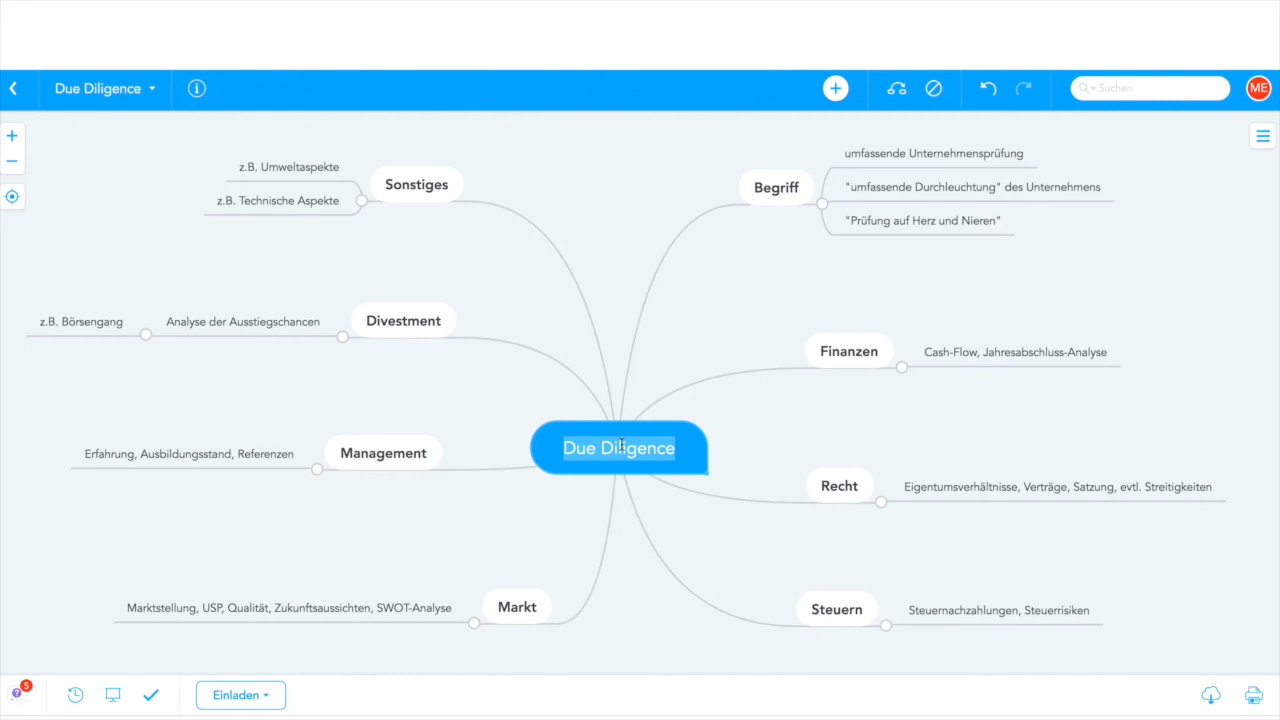 Due Diligence
Suchen
ME
Sonstiges
z.B. Umweltaspekte
z.B. Technische Aspekte
Begriff
umfassende Unternehmensprüfung
"umfassende Durchleuchtung" des Unternehmens
"Prüfung auf Herz und Nieren"
Divestment
Analyse der Ausstiegschancen
z.B. Börsengang
Finanzen
Cash-Flow, Jahresabschluss-Analyse
Due Diligence
Management
Erfahrung, Ausbildungsstand, Referenzen
Recht
Eigentumsverhältnisse, Verträge, Satzung, evtl. Streitigkeiten
Markt
Marktstellung, USP, Qualität, Zukunftsaussichten, SWOT-Analyse
Steuern
Steuernachzahlungen, Steuerrisiken
5
Einladen